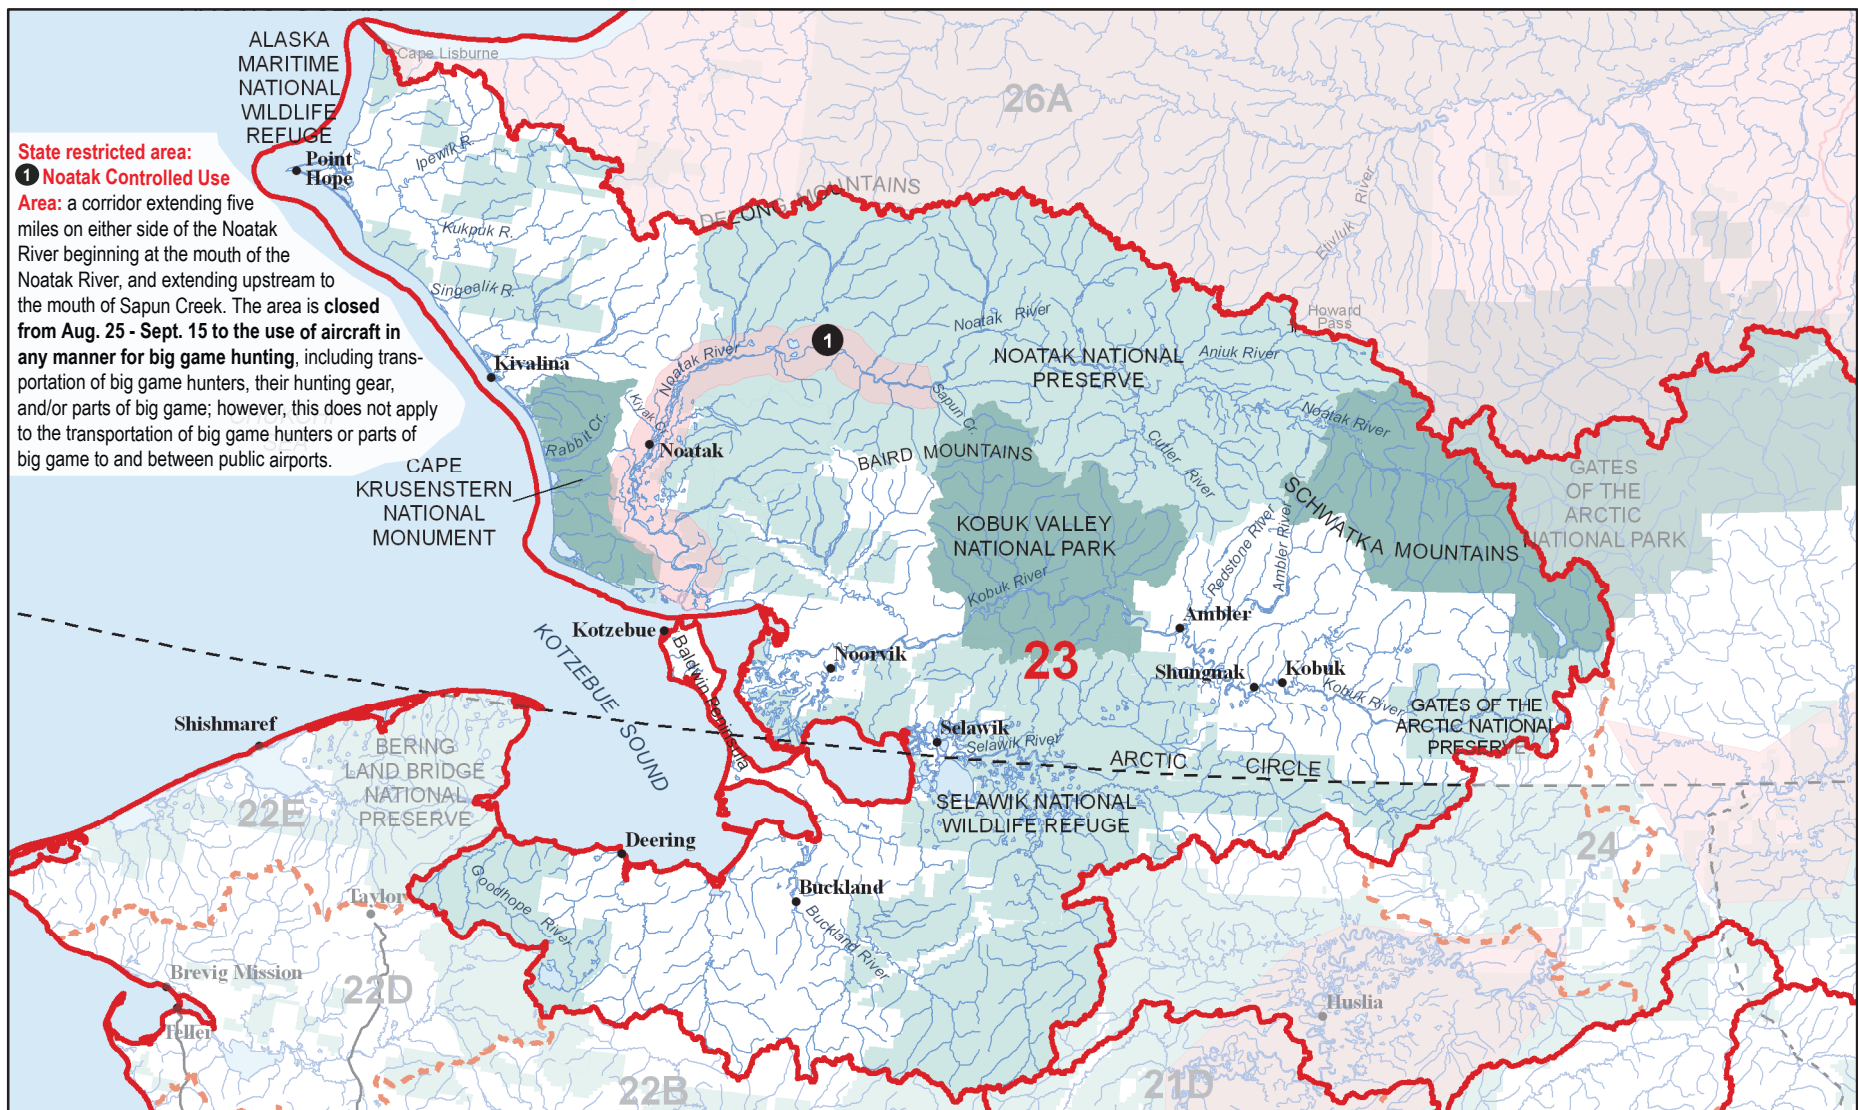 ALASKA
MARITIME
NATIONAL
WILDLIFE
REFUGE
Cape Lisburne
26A
State restricted area:
1 Noatak Controlled Use
Area: a corridor extending five
miles on either side of the Noatak
River beginning at the mouth of the
Noatak River, and extending upstream to
the mouth of Sapun Creek. The area is closed
from Aug. 25 - Sept. 15 to the use of aircraft in
any manner for big game hunting, including trans-
portation of big game hunters, their hunting gear,
and/or parts of big game; however, this does not apply
to the transportation of big game hunters or parts of
big game to and between public airports.
Point
Hope
Ipewik R.
Kukpuk R.
Singoalik R.
DELONG MOUNTAINS
Etivluk River
Howard
Pass
Kivalina
Noatak River
1
Noatak River
NOATAK NATIONAL
PRESERVE
Aniuk River
Noatak River
Sapun Cr.
Kiyak Cr.
Rabbit Cr.
Noatak
BAIRD MOUNTAINS
Cutler River
CAPE
KRUSENSTERN
NATIONAL
MONUMENT
KOBUK VALLEY
NATIONAL PARK
Redstone River
Ambler River
SCHWATKA MOUNTAINS
GATES
OF THE
ARCTIC
NATIONAL PARK
Kobuk River
Ambler
Kotzebue
KOTZEBUE SOUND
Baldwin Peninsula
Noorvik
23
Shungnak
Kobuk
Kobuk River
GATES OF THE
ARCTIC NATIONAL
PRESERVE
Shishmaref
Selawik
Selawik River
ARCTIC CIRCLE
BERING
LAND BRIDGE
NATIONAL
PRESERVE
22E
SELAWIK NATIONAL
WILDLIFE REFUGE
24
Deering
Goodhope River
Buckland
Buckland River
Taylor
Brevig Mission
Teller
22D
Huslia
22B
21D